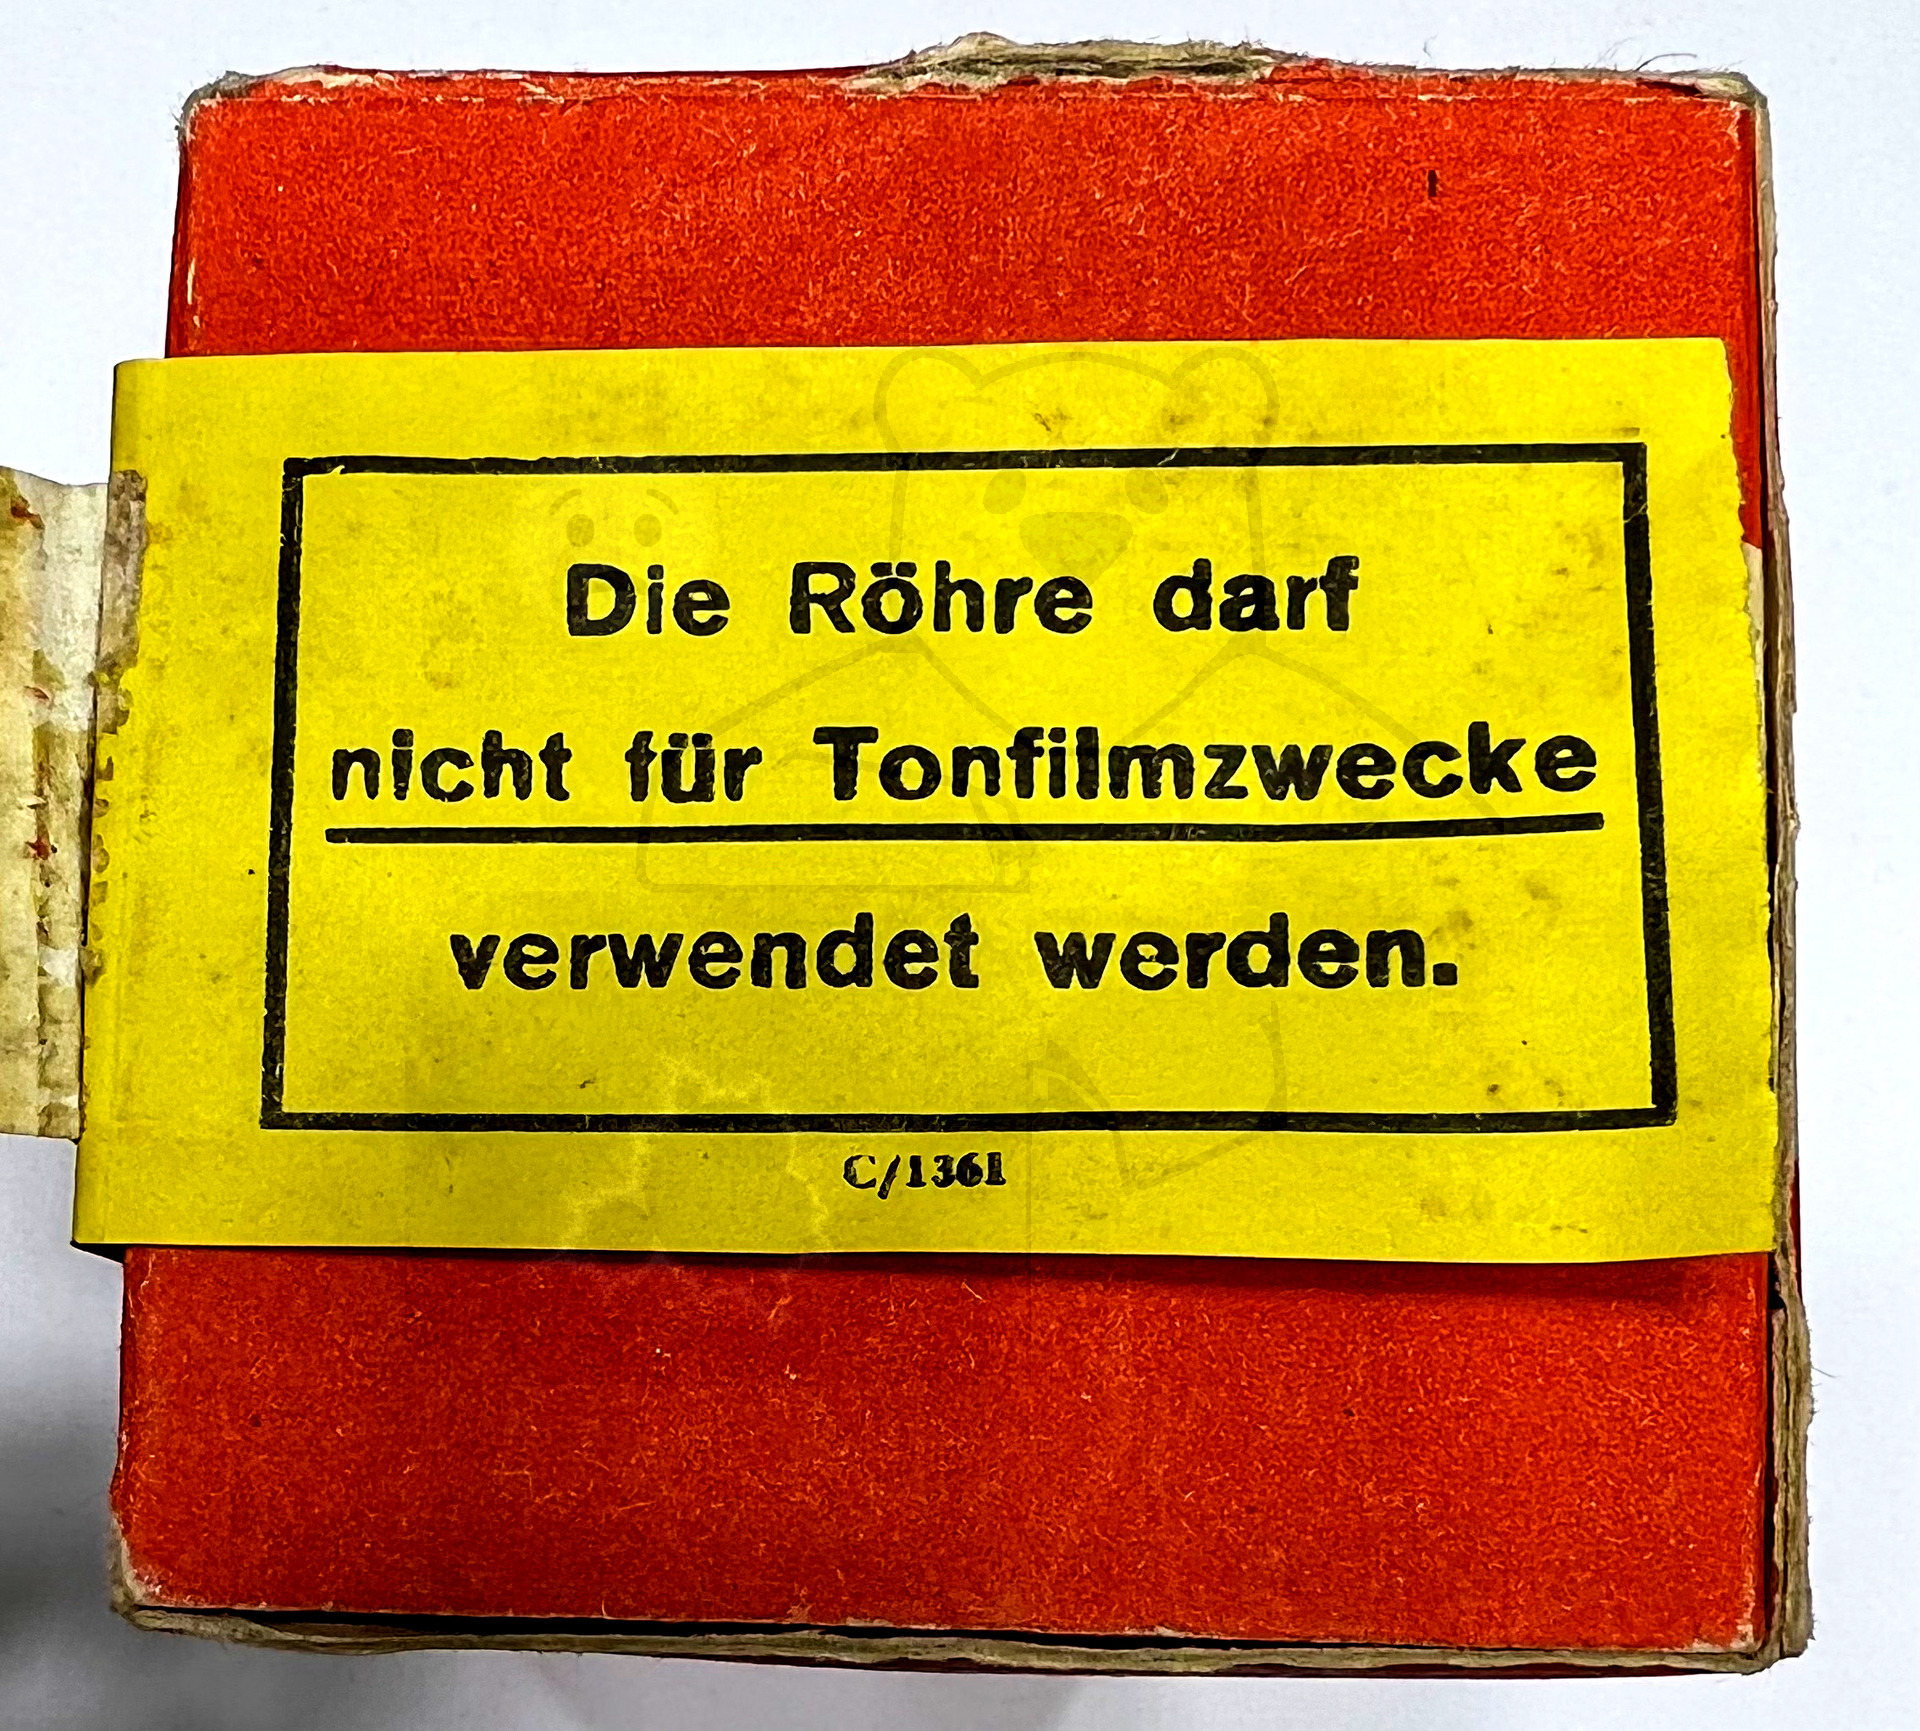 Die Röhre darf
nicht für Tonfilmzwecke
verwendet werden.
C/1361